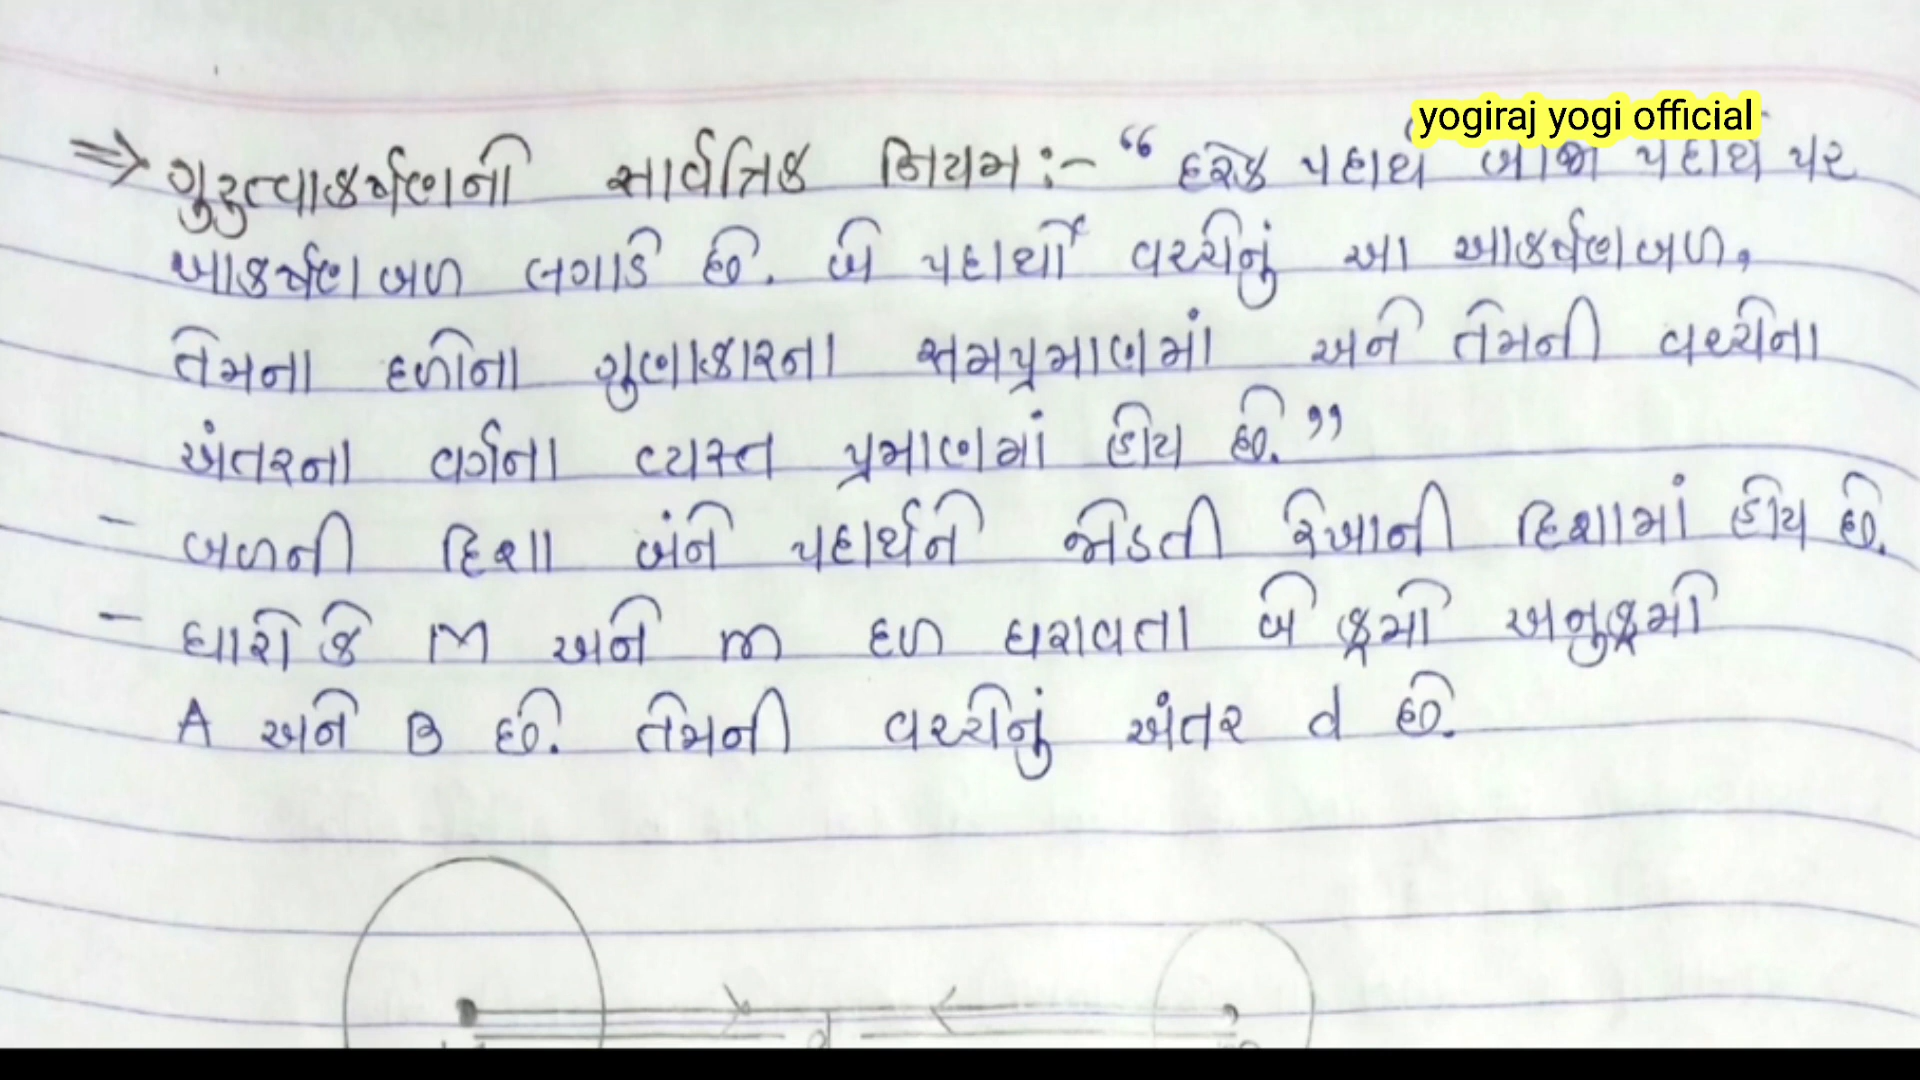 yogiraj yogi official
⇒ ગુરુત્વાકર્ષણનો સાર્વત્રિક નિયમ :- “ દરેક પદાર્થ બીજા પદાર્થ પર
આકર્ષણ બળ લગાડે છે. બે પદાર્થો વચ્ચેનું આ આકર્ષણબળ,
તેમના દળોના ગુણાકારના સમપ્રમાણમાં અને તેમની વચ્ચેના
અંતરના વર્ગના વ્યસ્ત પ્રમાણમાં હોય છે.”
- બળની દિશા બંને પદાર્થને જોડતી રેખાની દિશામાં હોય છે.
- ધારો કે M અને m દળ ધરાવતા બે ક્રમો અનુક્રમો
A અને B છે. તેમની વચ્ચેનું અંતર d છે.
d